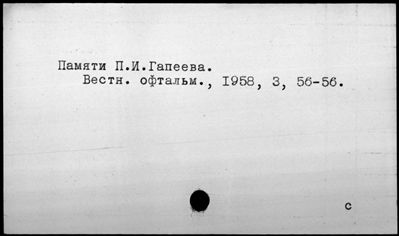 Памяти П.И.Гапеева.
Вестн. офтальм., 1958, 3, 56-56.
с